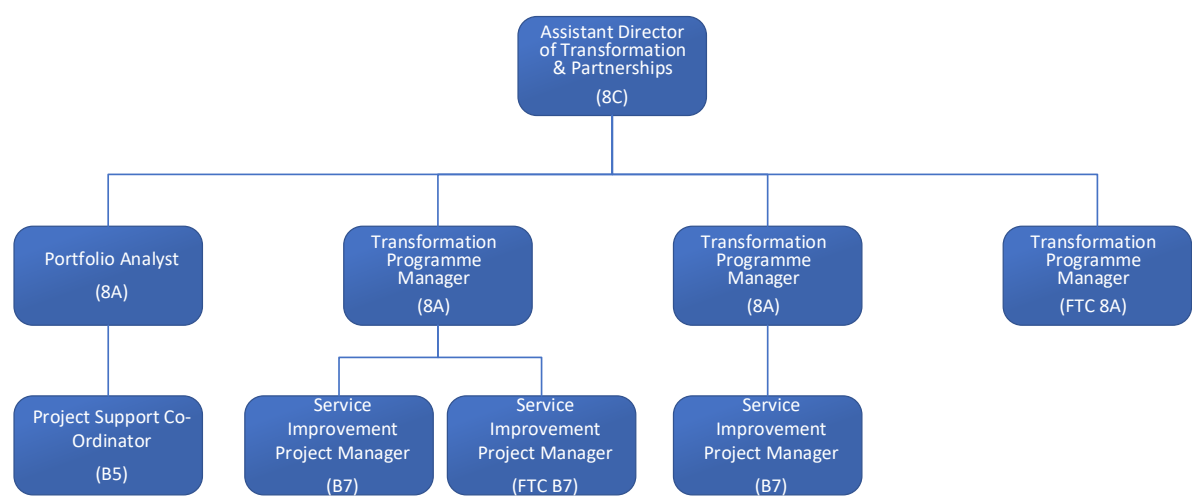 Assistant Director
of Transformation
& Partnerships
(8C)
Portfolio Analyst
(8A)
Transformation
Programme
Manager
(8A)
Transformation
Programme
Manager
(8A)
Transformation
Programme
Manager
(FTC 8A)
Project Support Co-
Ordinator
(B5)
Service
Improvement
Project Manager
(B7)
Service
Improvement
Project Manager
(FTC B7)
Service
Improvement
Project Manager
(B7)